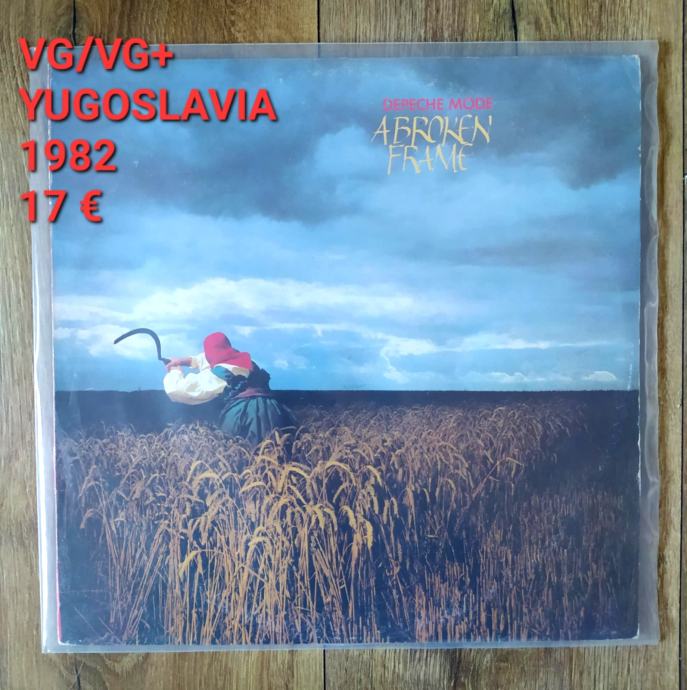 VG/VG+
YUGOSLAVIA
1982
17 €
DEPECHE MODE
A BROKEN
FRAME